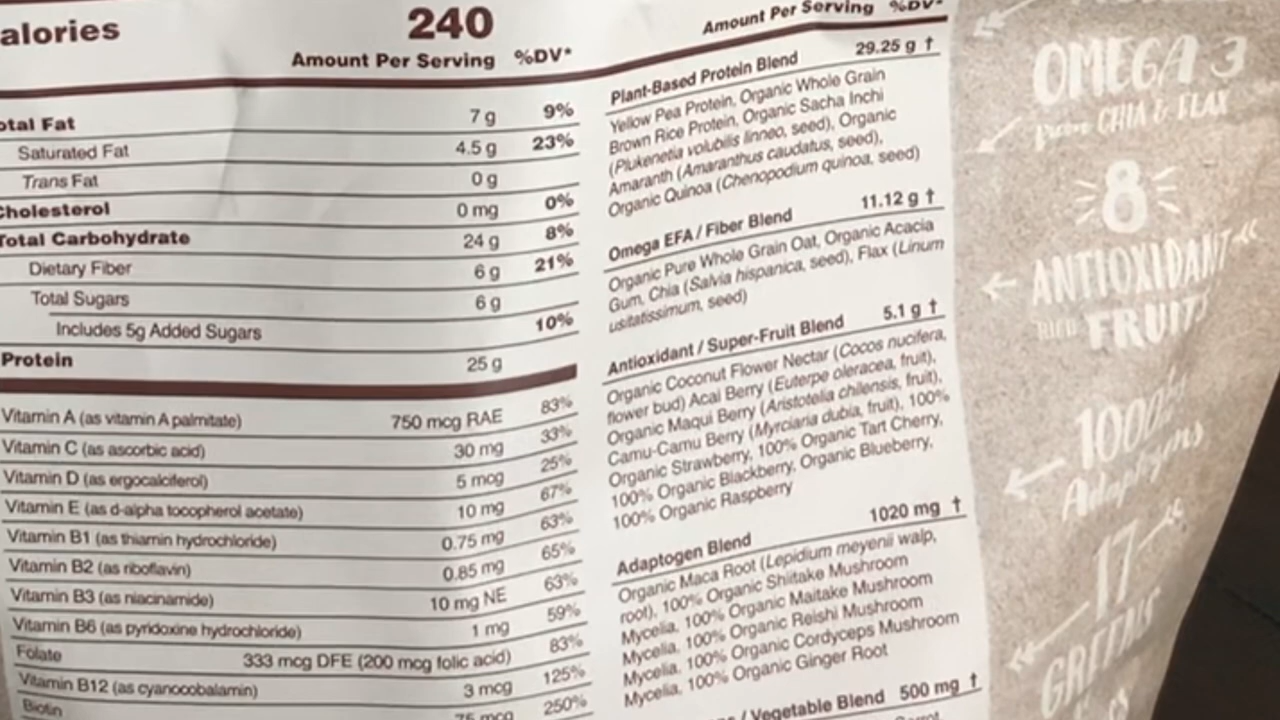 alories 240
Amount Per Serving %DV*
otal Fat 7 g 9%
Saturated Fat 4.5 g 23%
Trans Fat 0 g
Cholesterol 0 mg 0%
Total Carbohydrate 24 g 8%
Dietary Fiber 6 g 21%
Total Sugars 6 g
Includes 5g Added Sugars 10%
Protein 25 g
Vitamin A (as vitamin A palmitate) 750 mcg RAE 83%
Vitamin C (as ascorbic acid) 30 mg 33%
Vitamin D (as ergocalciferol) 5 mcg 25%
Vitamin E (as d-alpha tocopherol acetate) 10 mg 67%
Vitamin B1 (as thiamin hydrochloride) 0.75 mg 63%
Vitamin B2 (as riboflavin) 0.85 mg 65%
Vitamin B3 (as niacinamide) 10 mg NE 63%
Vitamin B6 (as pyridoxine hydrochloride) 1 mg 59%
Folate 333 mcg DFE (200 mcg folic acid) 83%
Vitamin B12 (as cyanocobalamin) 3 mcg 125%
Biotin 75 mcg 250%
Amount Per Serving %DV*
Plant-Based Protein Blend 29.25 g †
Yellow Pea Protein, Organic Whole Grain
Brown Rice Protein, Organic Sacha Inchi
(Plukenetia volubilis linneo, seed), Organic
Amaranth (Amaranthus caudatus, seed),
Organic Quinoa (Chenopodium quinoa, seed)
Omega EFA / Fiber Blend 11.12 g †
Organic Pure Whole Grain Oat, Organic Acacia
Gum, Chia (Salvia hispanica, seed), Flax (Linum
usitatissimum, seed)
Antioxidant / Super-Fruit Blend 5.1 g †
Organic Coconut Flower Nectar (Cocos nucifera,
flower bud) Acai Berry (Euterpe oleracea, fruit),
Organic Maqui Berry (Aristotelia chilensis, fruit),
Camu-Camu Berry (Myrciaria dubia, fruit), 100%
Organic Strawberry, 100% Organic Tart Cherry,
100% Organic Blackberry, Organic Blueberry,
100% Organic Raspberry
Adaptogen Blend 1020 mg †
Organic Maca Root (Lepidium meyenii walp,
root), 100% Organic Shiitake Mushroom
Mycelia, 100% Organic Maitake Mushroom
Mycelia, 100% Organic Reishi Mushroom
Mycelia, 100% Organic Cordyceps Mushroom
Mycelia, 100% Organic Ginger Root
/ Vegetable Blend 500 mg †
OMEGA 3
FROM CHIA & FLAX
8
ANTIOXIDANT
RICH FRUITS
Adaptogens
17